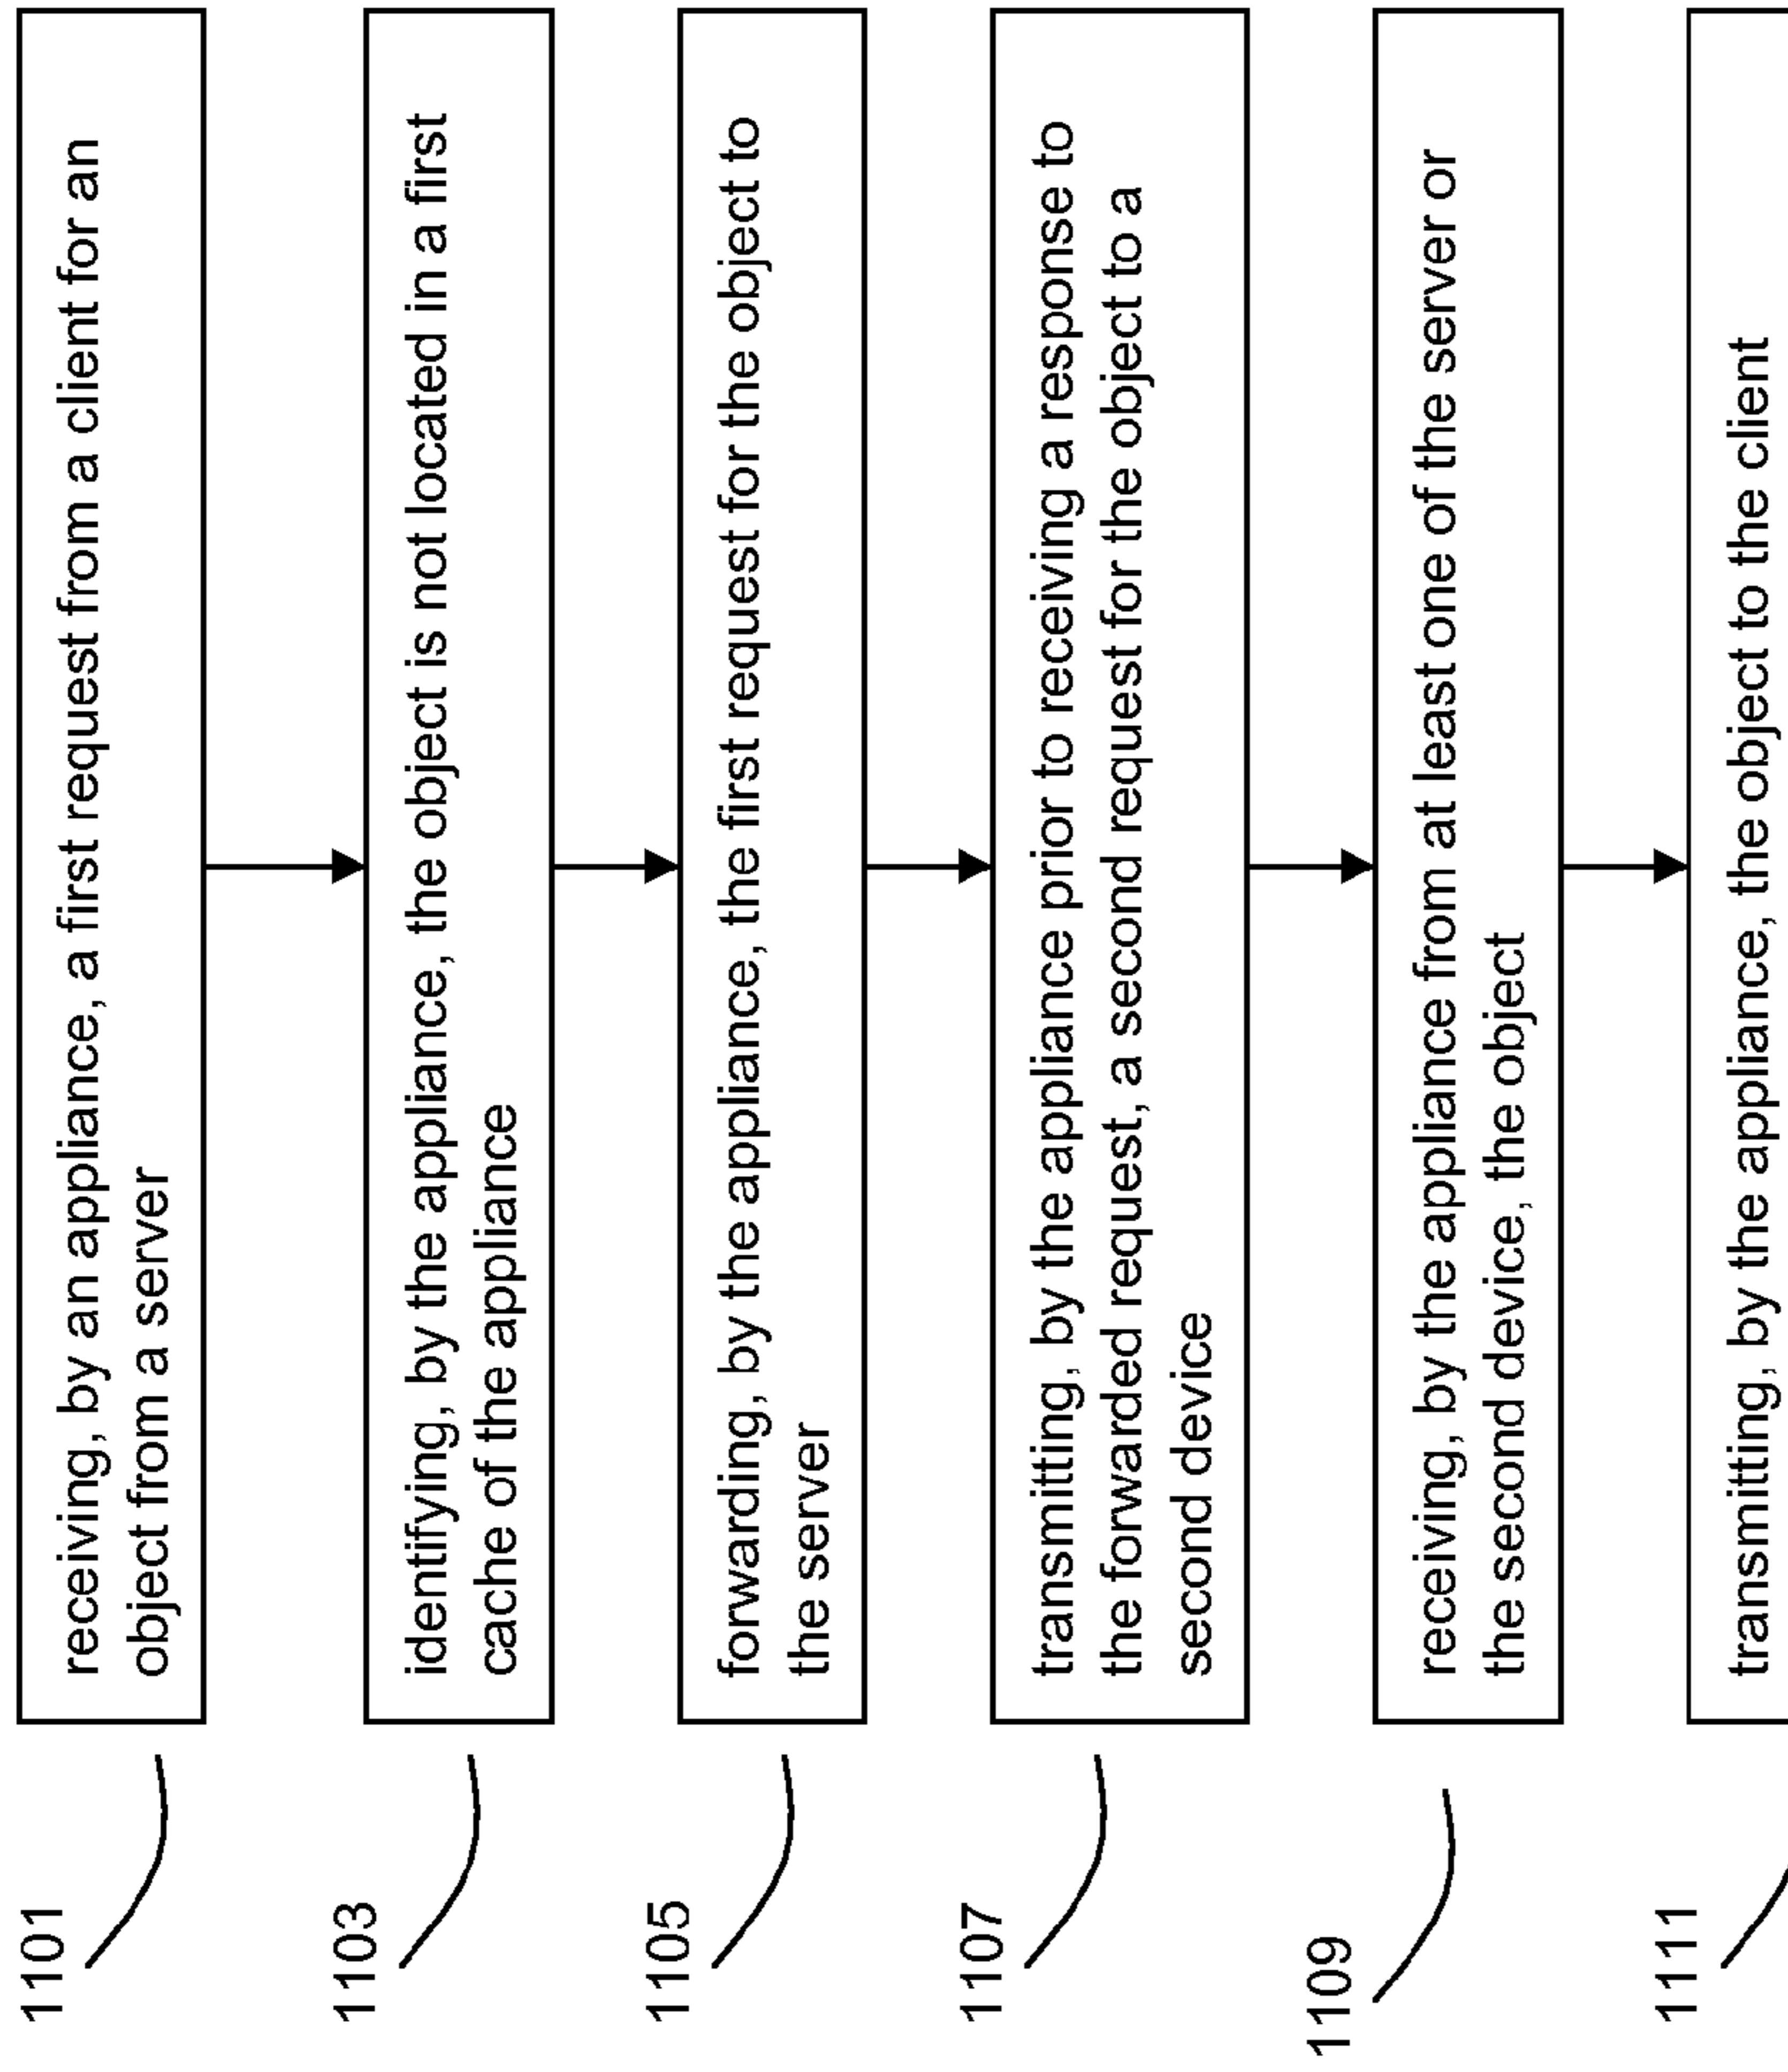 1101
receiving, by an appliance, a first request from a client for an
object from a server
1103
identifying, by the appliance, the object is not located in a first
cache of the appliance
1105
forwarding, by the appliance, the first request for the object to
the server
1107
transmitting, by the appliance prior to receiving a response to
the forwarded request, a second request for the object to a
second device
1109
receiving, by the appliance from at least one of the server or
the second device, the object
1111
transmitting, by the appliance, the object to the client